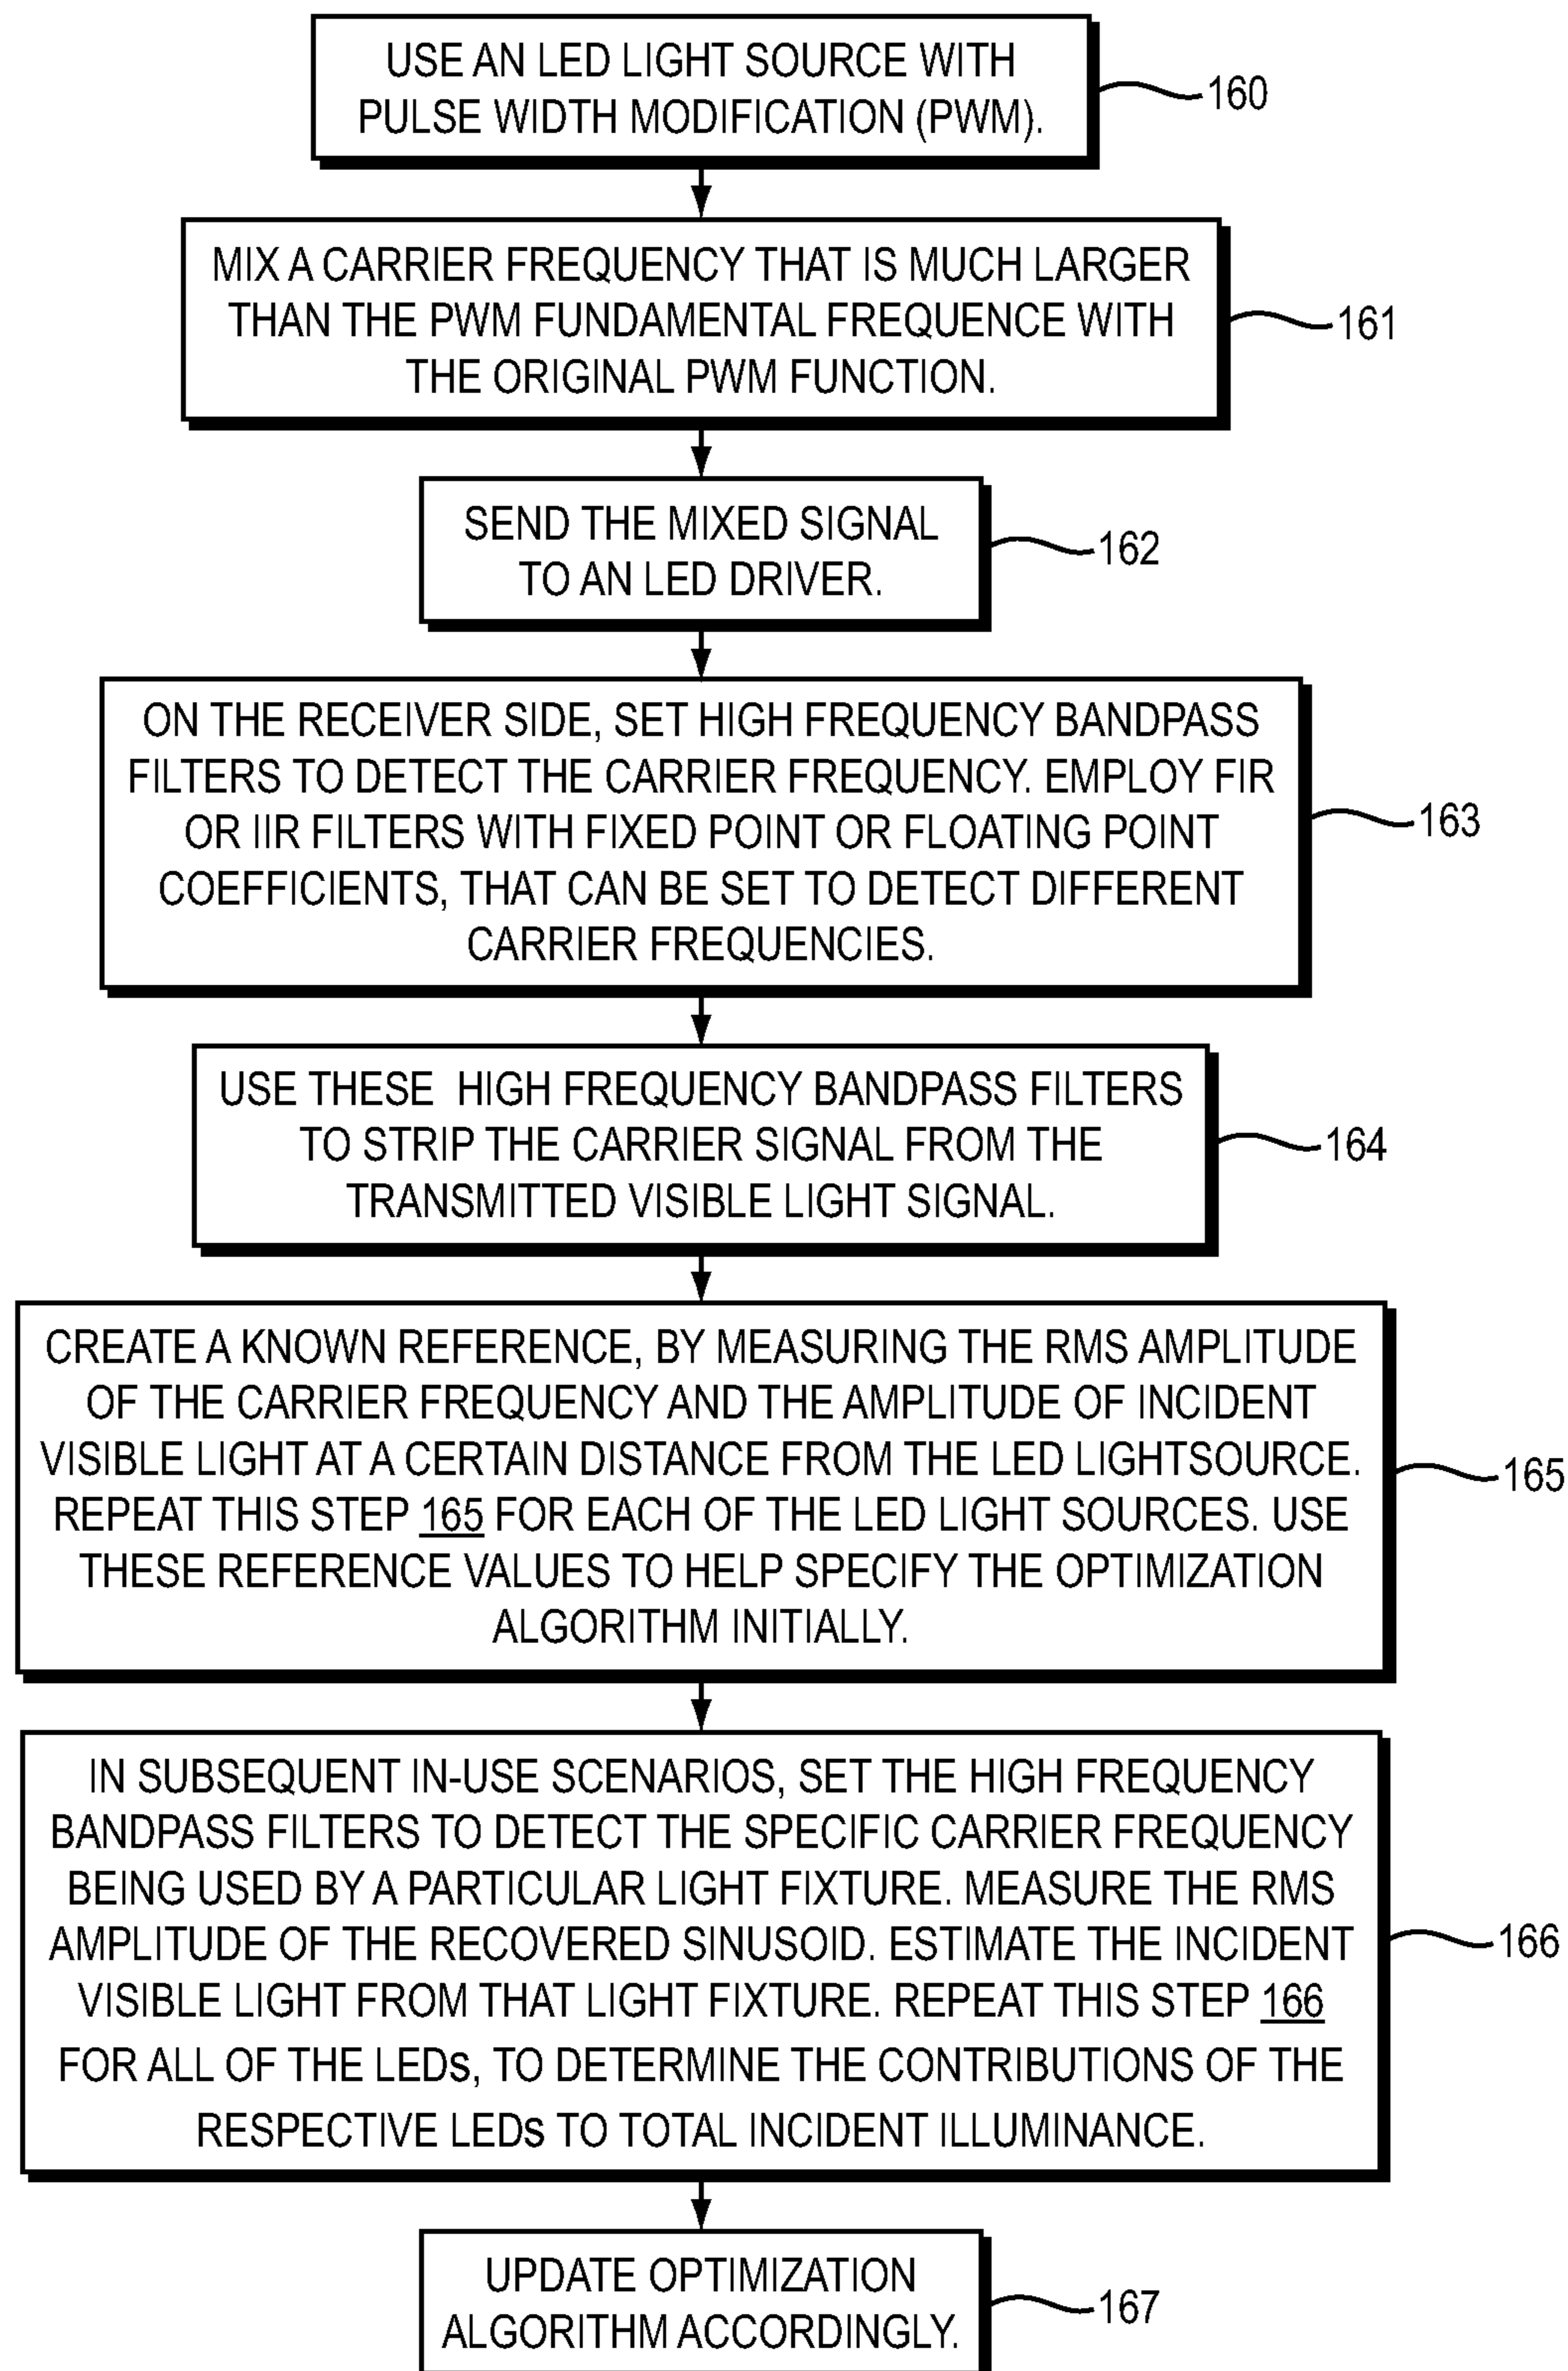 USE AN LED LIGHT SOURCE WITH
PULSE WIDTH MODIFICATION (PWM).
160
MIX A CARRIER FREQUENCY THAT IS MUCH LARGER
THAN THE PWM FUNDAMENTAL FREQUENCE WITH
THE ORIGINAL PWM FUNCTION.
161
SEND THE MIXED SIGNAL
TO AN LED DRIVER.
162
ON THE RECEIVER SIDE, SET HIGH FREQUENCY BANDPASS
FILTERS TO DETECT THE CARRIER FREQUENCY. EMPLOY FIR
OR IIR FILTERS WITH FIXED POINT OR FLOATING POINT
COEFFICIENTS, THAT CAN BE SET TO DETECT DIFFERENT
CARRIER FREQUENCIES.
163
USE THESE HIGH FREQUENCY BANDPASS FILTERS
TO STRIP THE CARRIER SIGNAL FROM THE
TRANSMITTED VISIBLE LIGHT SIGNAL.
164
CREATE A KNOWN REFERENCE, BY MEASURING THE RMS AMPLITUDE
OF THE CARRIER FREQUENCY AND THE AMPLITUDE OF INCIDENT
VISIBLE LIGHT AT A CERTAIN DISTANCE FROM THE LED LIGHTSOURCE.
REPEAT THIS STEP 165 FOR EACH OF THE LED LIGHT SOURCES. USE
THESE REFERENCE VALUES TO HELP SPECIFY THE OPTIMIZATION
ALGORITHM INITIALLY.
165
IN SUBSEQUENT IN-USE SCENARIOS, SET THE HIGH FREQUENCY
BANDPASS FILTERS TO DETECT THE SPECIFIC CARRIER FREQUENCY
BEING USED BY A PARTICULAR LIGHT FIXTURE. MEASURE THE RMS
AMPLITUDE OF THE RECOVERED SINUSOID. ESTIMATE THE INCIDENT
VISIBLE LIGHT FROM THAT LIGHT FIXTURE. REPEAT THIS STEP 166
FOR ALL OF THE LEDs, TO DETERMINE THE CONTRIBUTIONS OF THE
RESPECTIVE LEDs TO TOTAL INCIDENT ILLUMINANCE.
166
UPDATE OPTIMIZATION
ALGORITHM ACCORDINGLY.
167